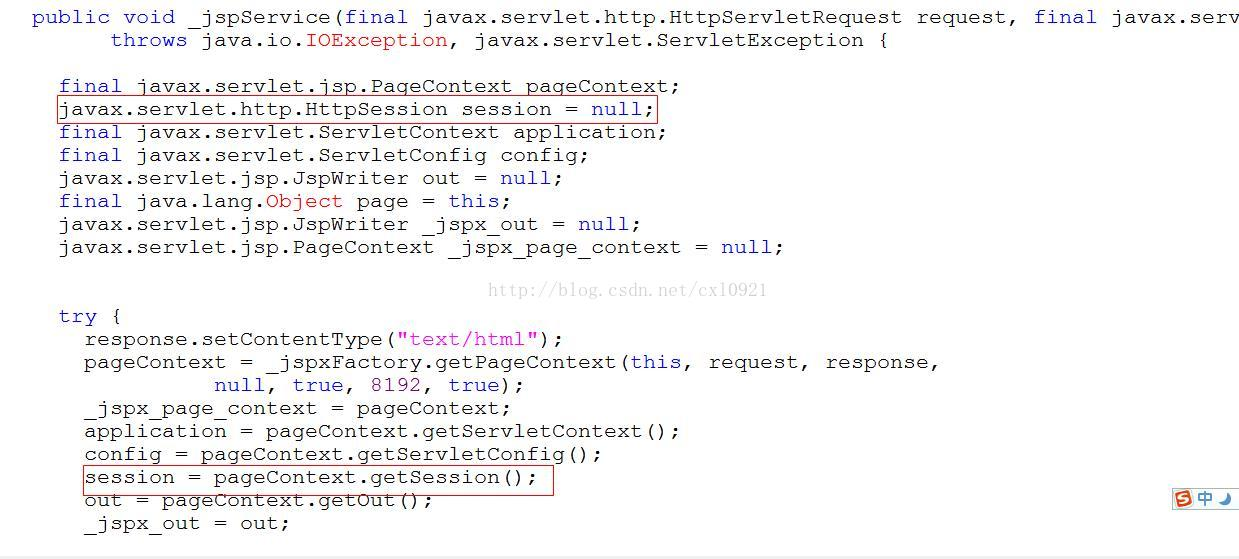 public void _jspService(final javax.servlet.http.HttpServletRequest request, final javax.serv
throws java.io.IOException, javax.servlet.ServletException {
final javax.servlet.jsp.PageContext pageContext;
javax.servlet.http.HttpSession session = null;
final javax.servlet.ServletContext application;
final javax.servlet.ServletConfig config;
javax.servlet.jsp.JspWriter out = null;
final java.lang.Object page = this;
javax.servlet.jsp.JspWriter _jspx_out = null;
javax.servlet.jsp.PageContext _jspx_page_context = null;
http://blog.csdn.net/cxl0921
try {
response.setContentType("text/html");
pageContext = _jspxFactory.getPageContext(this, request, response,
null, true, 8192, true);
_jspx_page_context = pageContext;
application = pageContext.getServletContext();
config = pageContext.getServletConfig();
session = pageContext.getSession();
out = pageContext.getOut();
S 中
_jspx_out = out;